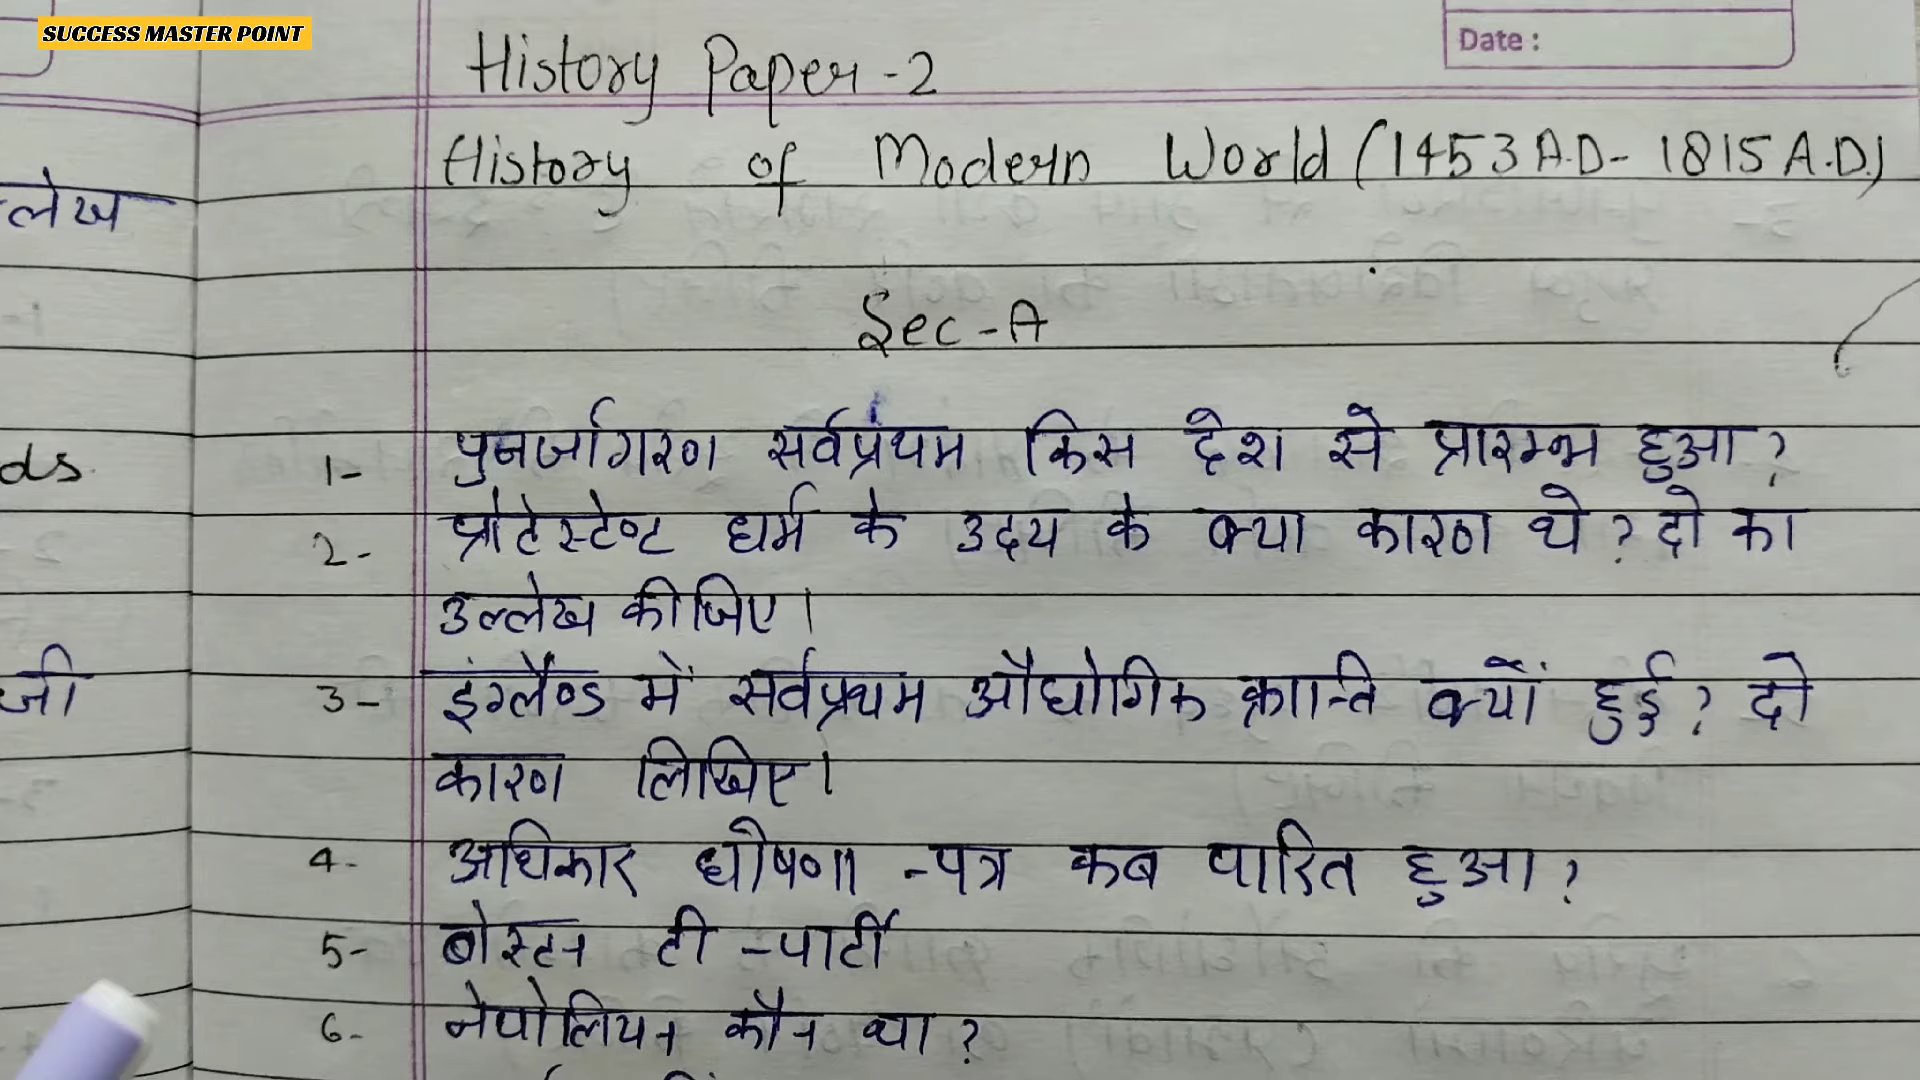 SUCCESS MASTER POINT
Date :
History Paper - 2
History of Modern World (1453 A.D - 1815 A.D.)
लेख
Sec - A
ds
1- पुनर्जागरण सर्वप्रथम किस देश से प्रारम्भ हुआ ?
2- प्रोटेस्टेण्ट धर्म के उदय के क्या कारण थे ? दो का
उल्लेख कीजिए।
जी
3- इंग्लैण्ड में सर्वप्रथम औद्योगिक क्रान्ति क्यों हुई ? दो
कारण लिखिए।
4- अधिकार घोषणा -पत्र कब पारित हुआ ?
5- बोस्टन टी -पार्टी
6- नेपोलियन कौन था ?